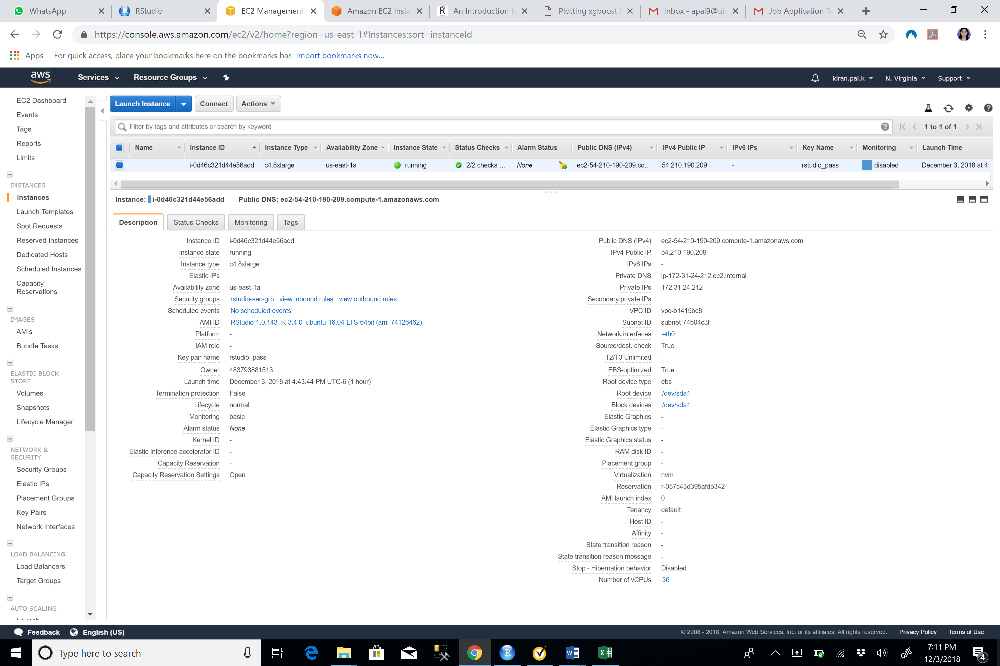 WhatsApp
RStudio
EC2 Management
Amazon EC2 Insta
An Introduction to
Plotting xgboost
Inbox - apai9@uic
Job Application Re
https://console.aws.amazon.com/ec2/v2/home?region=us-east-1#Instances:sort=instanceId
Apps For quick access, place your bookmarks here on the bookmarks bar. Import bookmarks now...
aws Services Resource Groups kiran.pai.k N. Virginia Support
EC2 Dashboard
Events
Tags
Reports
Limits
INSTANCES
Instances
Launch Templates
Spot Requests
Reserved Instances
Dedicated Hosts
Scheduled Instances
Capacity
Reservations
IMAGES
AMIs
Bundle Tasks
ELASTIC BLOCK
STORE
Volumes
Snapshots
Lifecycle Manager
NETWORK &
SECURITY
Security Groups
Elastic IPs
Placement Groups
Key Pairs
Network Interfaces
LOAD BALANCING
Load Balancers
Target Groups
AUTO SCALING
Launch Instance Connect Actions
Filter by tags and attributes or search by keyword
1 to 1 of 1
Name Instance ID Instance Type Availability Zone Instance State Status Checks Alarm Status Public DNS (IPv4) IPv4 Public IP IPv6 IPs Key Name Monitoring Launch Time
i-0d46c321d44e56add c4.8xlarge us-east-1a running 2/2 checks ... None ec2-54-210-190-209.co... 54.210.190.209 - rstudio_pass disabled December 3, 2018 at 4:
Instance: i-0d46c321d44e56add Public DNS: ec2-54-210-190-209.compute-1.amazonaws.com
Description Status Checks Monitoring Tags
Instance ID i-0d46c321d44e56add
Instance state running
Instance type c4.8xlarge
Elastic IPs
Availability zone us-east-1a
Security groups rstudio-sec-grp. view inbound rules. view outbound rules
Scheduled events No scheduled events
AMI ID RStudio-1.0.143_R-3.4.0_ubuntu-16.04-LTS-64bit (ami-74126462)
Platform -
IAM role -
Key pair name rstudio_pass
Owner 483793881513
Launch time December 3, 2018 at 4:43:44 PM UTC-6 (1 hour)
Termination protection False
Lifecycle normal
Monitoring basic
Alarm status None
Kernel ID -
Elastic Inference accelerator ID -
Capacity Reservation -
Capacity Reservation Settings Open
Public DNS (IPv4) ec2-54-210-190-209.compute-1.amazonaws.com
IPv4 Public IP 54.210.190.209
IPv6 IPs -
Private DNS ip-172-31-24-212.ec2.internal
Private IPs 172.31.24.212
Secondary private IPs
VPC ID vpc-b1415bc8
Subnet ID subnet-74b04c3f
Network interfaces eth0
Source/dest. check True
T2/T3 Unlimited -
EBS-optimized True
Root device type ebs
Root device /dev/sda1
Block devices /dev/sda1
Elastic Graphics -
Elastic Graphics type -
Elastic Graphics status -
RAM disk ID -
Placement group -
Virtualization hvm
Reservation r-057c43d395afdb342
AMI launch index 0
Tenancy default
Host ID -
Affinity -
State transition reason -
State transition reason message -
Stop - Hibernation behavior Disabled
Number of vCPUs 36
Feedback English (US) © 2008 - 2018, Amazon Web Services, Inc. or its affiliates. All rights reserved. Privacy Policy Terms of Use
Type here to search
7:11 PM
12/3/2018
4